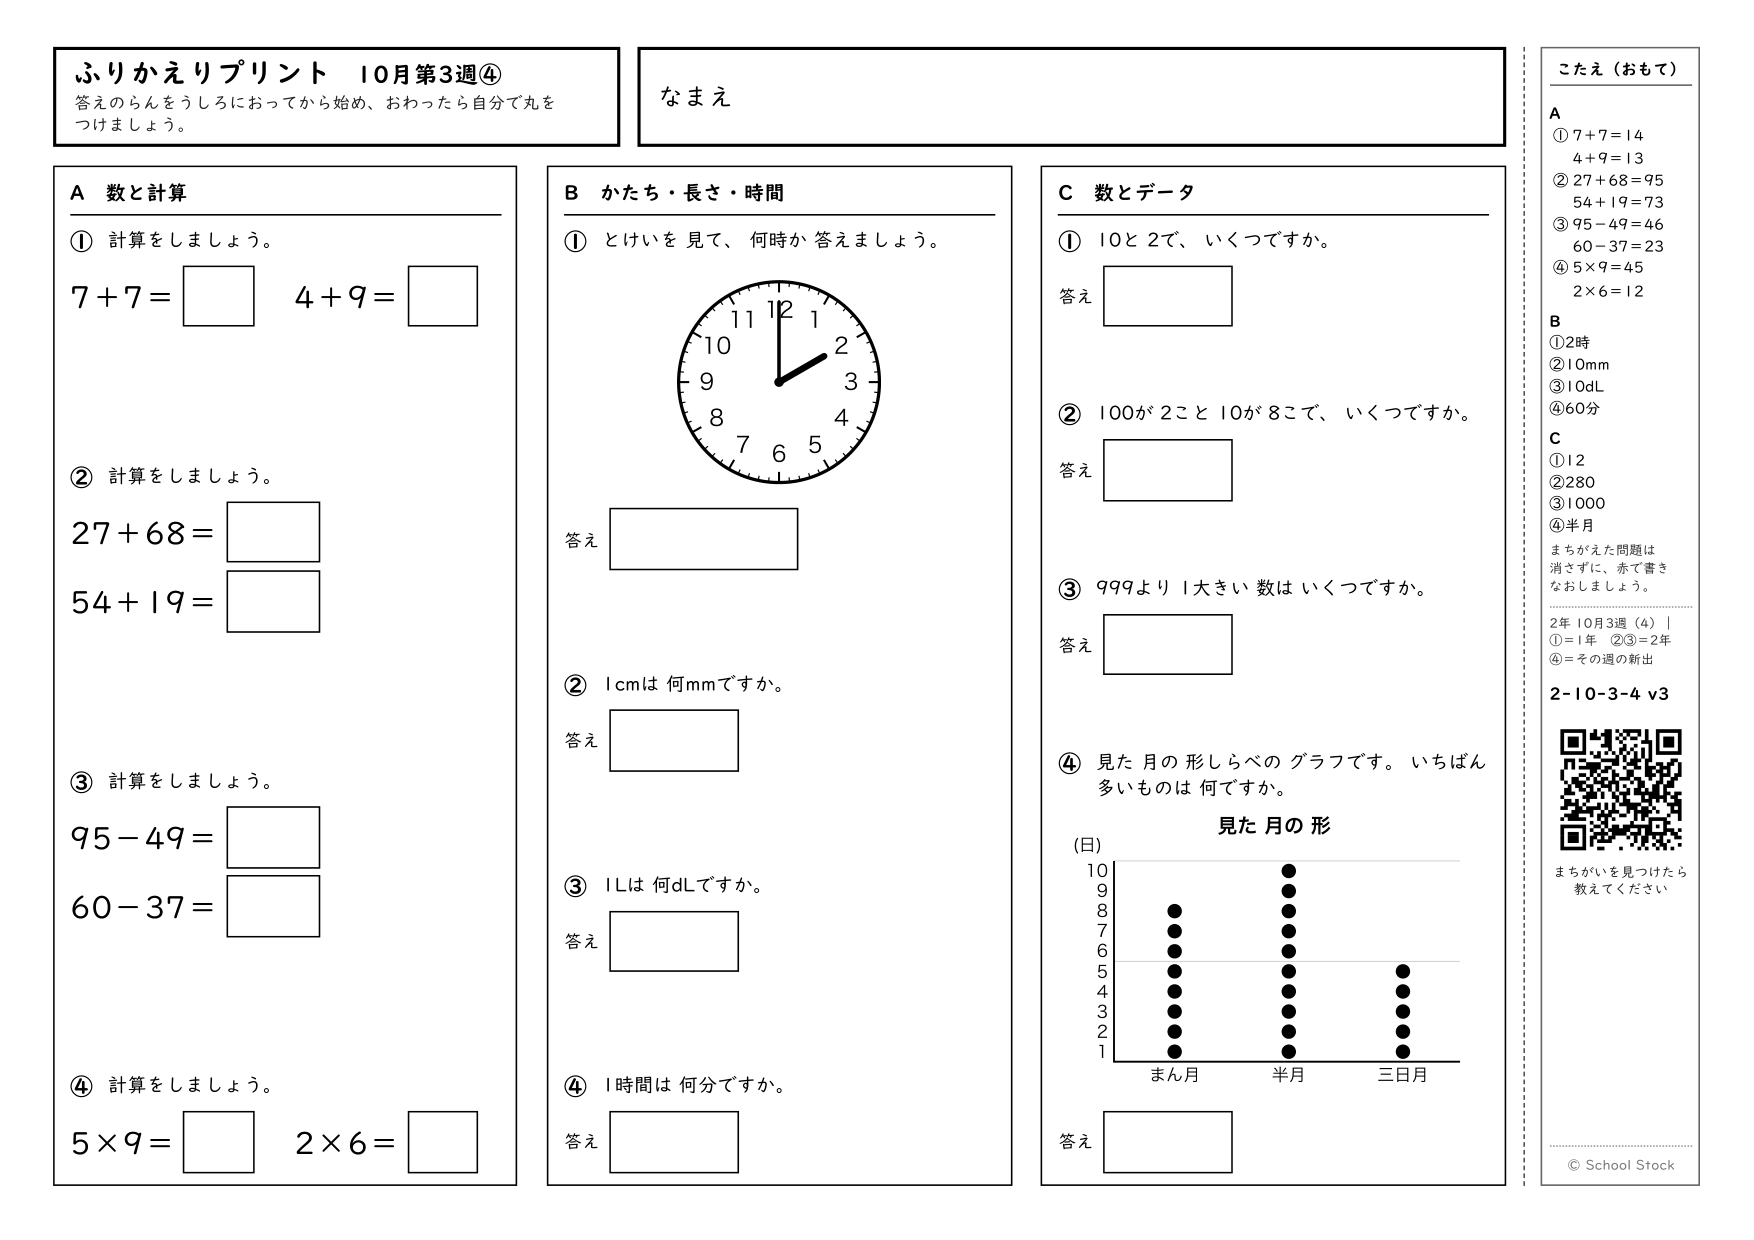 ふりかえりプリント　10月第3週④
答えのらんをうしろにおってから始め、おわったら自分で丸を
つけましょう。
なまえ
A　数と計算
① 計算をしましょう。
7＋7＝
4＋9＝
② 計算をしましょう。
27＋68＝
54＋19＝
③ 計算をしましょう。
95－49＝
60－37＝
④ 計算をしましょう。
5×9＝
2×6＝
B　かたち・長さ・時間
① とけいを 見て、 何時か 答えましょう。
12
1
2
3
4
5
6
7
8
9
10
11
答え
② 1cmは 何mmですか。
答え
③ 1Lは 何dLですか。
答え
④ 1時間は 何分ですか。
答え
C　数とデータ
① 10と 2で、 いくつですか。
答え
② 100が 2こと 10が 8こで、 いくつですか。
答え
③ 999より 1大きい 数は いくつですか。
答え
④ 見た 月の 形しらべの グラフです。 いちばん
多いものは 何ですか。
見た 月の 形
(日)
10
9
8
7
6
5
4
3
2
1
まん月　半月　三日月
答え
こたえ（おもて）
A
① 7＋7＝14
4＋9＝13
② 27＋68＝95
54＋19＝73
③ 95－49＝46
60－37＝23
④ 5×9＝45
2×6＝12
B
①2時
②10mm
③10dL
④60分
C
①12
②280
③1000
④半月
まちがえた問題は
消さずに、赤で書き
なおしましょう。
2年 10月3週（4）｜
①＝1年　②③＝2年
④＝その週の新出
2-10-3-4 v3
まちがいを見つけたら
教えてください
© School Stock